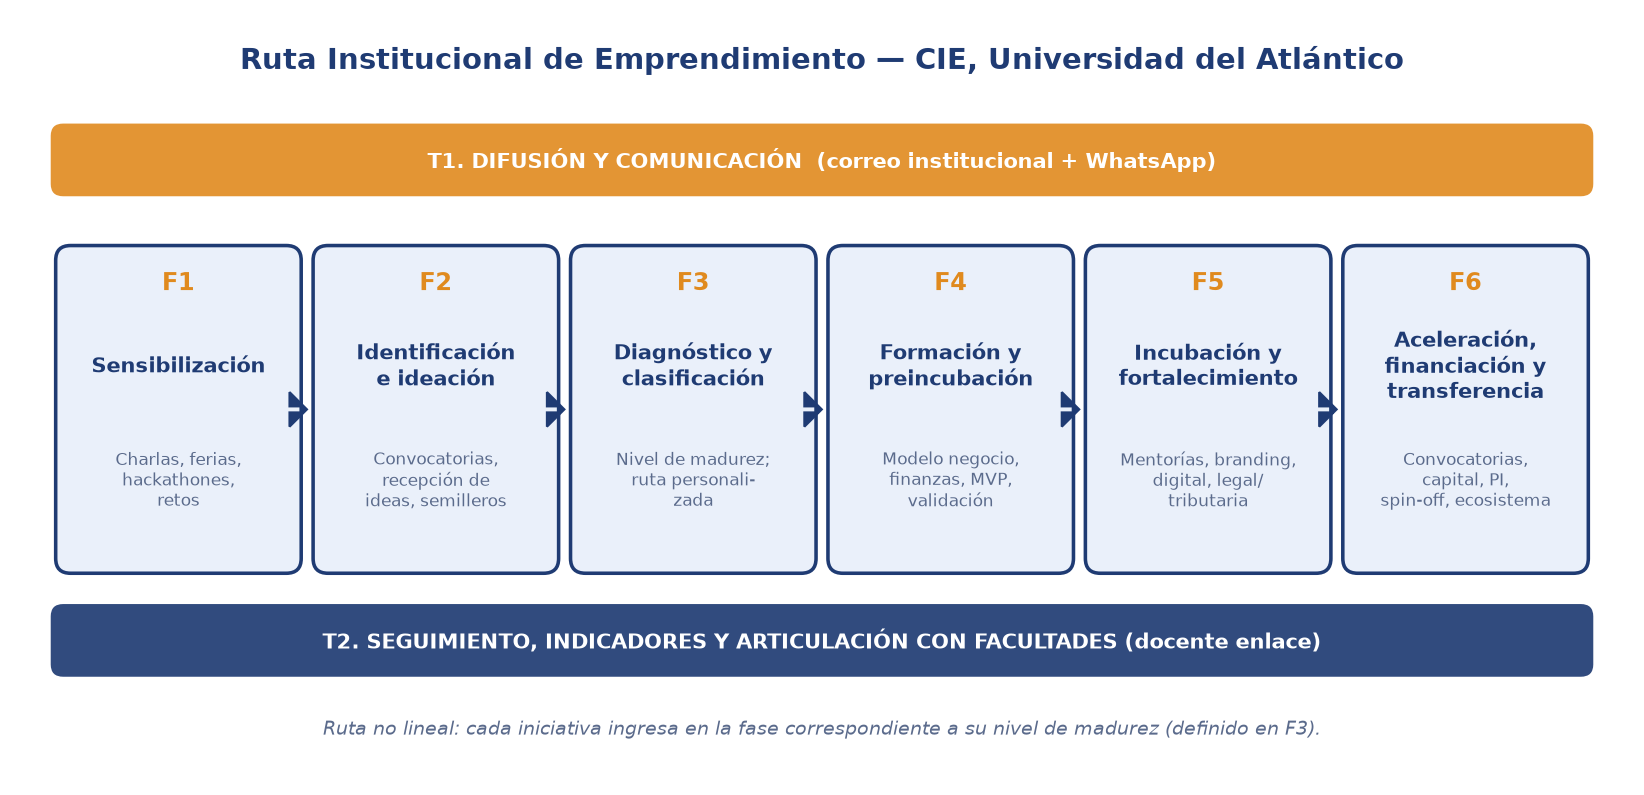 Ruta Institucional de Emprendimiento — CIE, Universidad del Atlántico
T1. DIFUSIÓN Y COMUNICACIÓN (correo institucional + WhatsApp)
F1
Sensibilización
Charlas, ferias,
hackathones,
retos
F2
Identificación
e ideación
Convocatorias,
recepción de
ideas, semilleros
F3
Diagnóstico y
clasificación
Nivel de madurez;
ruta personali-
zada
F4
Formación y
preincubación
Modelo negocio,
finanzas, MVP,
validación
F5
Incubación y
fortalecimiento
Mentorías, branding,
digital, legal/
tributaria
F6
Aceleración,
financiación y
transferencia
Convocatorias,
capital, PI,
spin-off, ecosistema
T2. SEGUIMIENTO, INDICADORES Y ARTICULACIÓN CON FACULTADES (docente enlace)
Ruta no lineal: cada iniciativa ingresa en la fase correspondiente a su nivel de madurez (definido en F3).